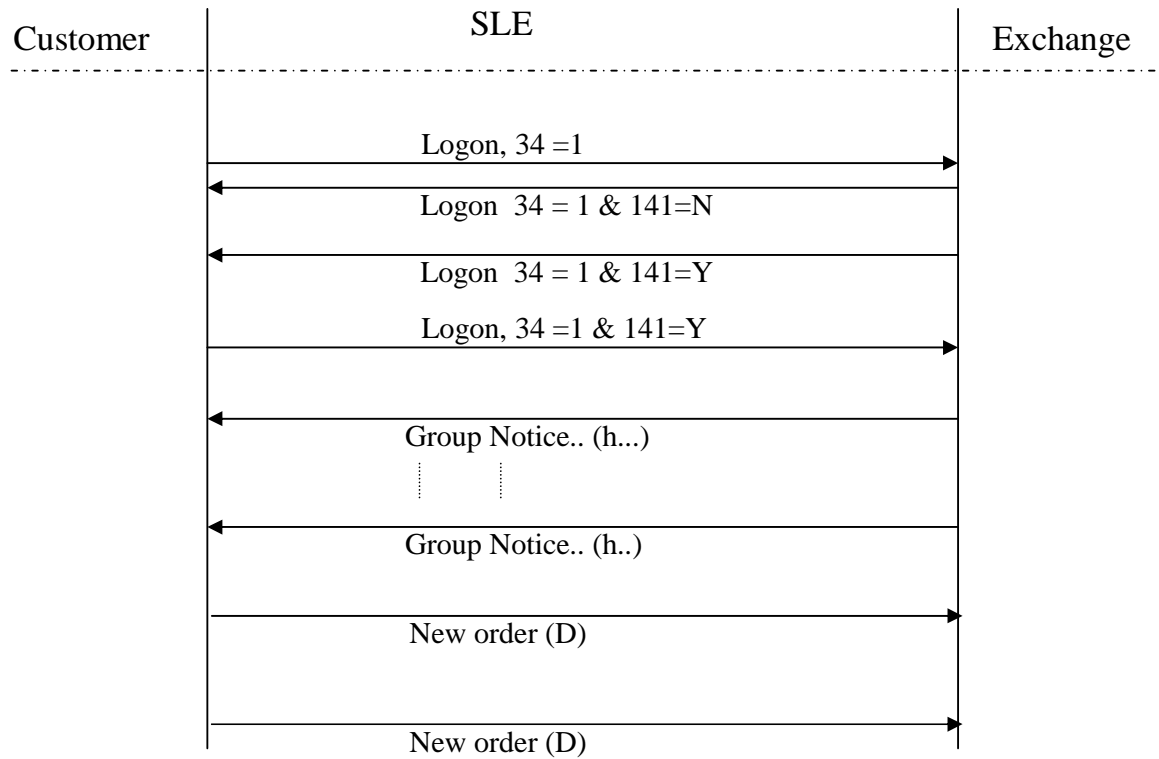 Customer
SLE
Exchange
Logon, 34 =1
Logon 34 = 1 & 141=N
Logon 34 = 1 & 141=Y
Logon, 34 =1 & 141=Y
Group Notice.. (h...)
Group Notice.. (h..)
New order (D)
New order (D)